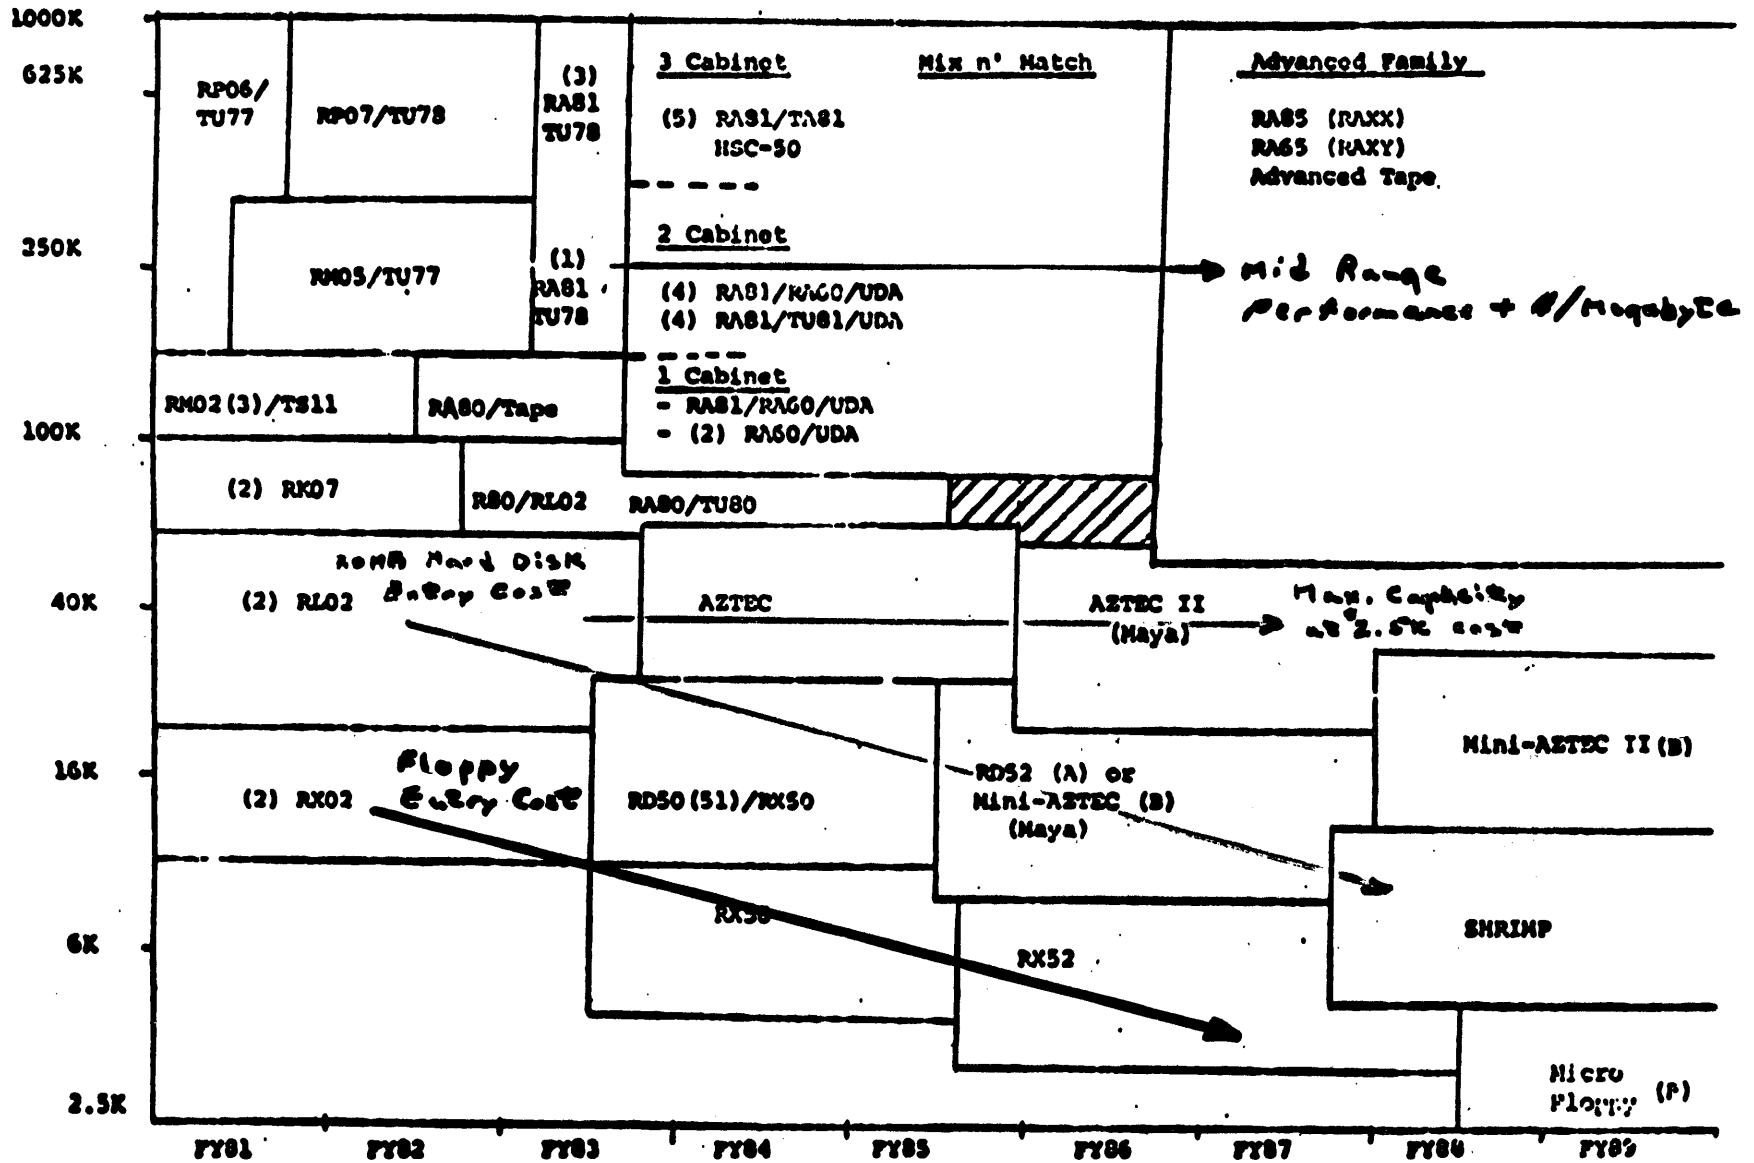 1000K
625K
250K
100K
40K
16K
6K
2.5K
RP06/
TU77
RP07/TU78
(3)
RA81
TU78
3 Cabinet
Mix n' Match
(5) RA81/TA81
HSC-50
Advanced Family
RA85 (RAXX)
RA65 (RAXY)
Advanced Tape
RM05/TU77
(1)
RA81
TU78
2 Cabinet
(4) RA81/RA60/UDA
(4) RA81/TU81/UDA
Mid Range
Performance + $/Megabyte
RM02(3)/TS11
RA80/Tape
1 Cabinet
- RA81/RA60/UDA
- (2) RA60/UDA
(2) RK07
R80/RL02
RA80/TU80
Hard Disk
Entry Cost
(2) RL02
AZTEC
AZTEC II
(Maya)
Max. Capacity
at $2.5K cost
Floppy
Entry Cost
(2) RX02
RD50(51)/RX50
RD52 (A) or
Mini-AZTEC (B)
(Maya)
Mini-AZTEC II(B)
RX50
RX52
SHRIMP
Micro
Floppy
FY81 FY82 FY83 FY84 FY85 FY86 FY87 FY88 FY89